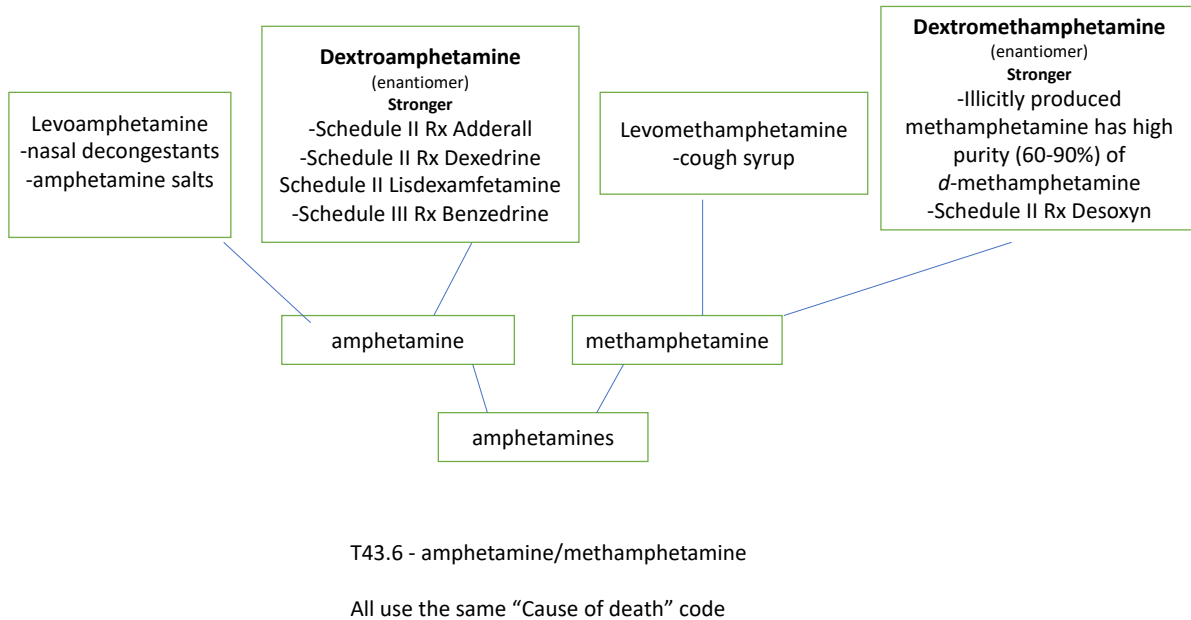 Levoamphetamine
-nasal decongestants
-amphetamine salts
Dextroamphetamine
(enantiomer)
Stronger
-Schedule II Rx Adderall
-Schedule II Rx Dexedrine
Schedule II Lisdexamfetamine
-Schedule III Rx Benzedrine
Levomethamphetamine
-cough syrup
Dextromethamphetamine
(enantiomer)
Stronger
-Illicitly produced
methamphetamine has high
purity (60-90%) of
d-methamphetamine
-Schedule II Rx Desoxyn
amphetamine
methamphetamine
amphetamines
T43.6 - amphetamine/methamphetamine
All use the same “Cause of death” code